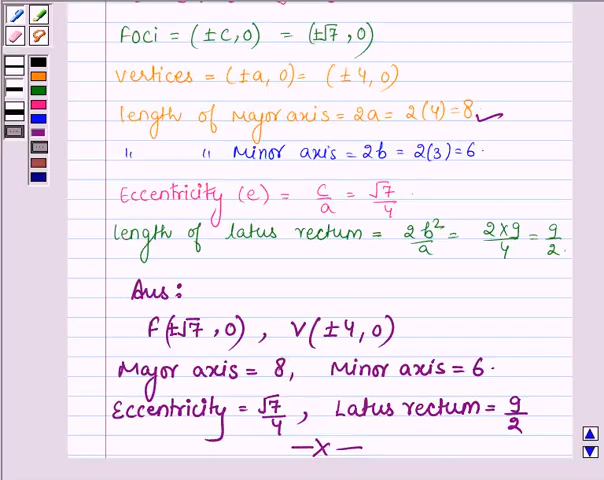 Foci = (±c, 0) = (±√7, 0)
Vertices = (±a, 0) = (±4, 0)
length of Major axis = 2a = 2(4) = 8.
" " Minor axis = 2b = 2(3) = 6.
Eccentricity (e) = c/a = √7/4.
length of latus rectum = 2b²/a = 2×9/4 = 9/2.
Ans:
F(±√7, 0), V(±4, 0)
Major axis = 8, Minor axis = 6.
Eccentricity = √7/4, Latus rectum = 9/2
—x—